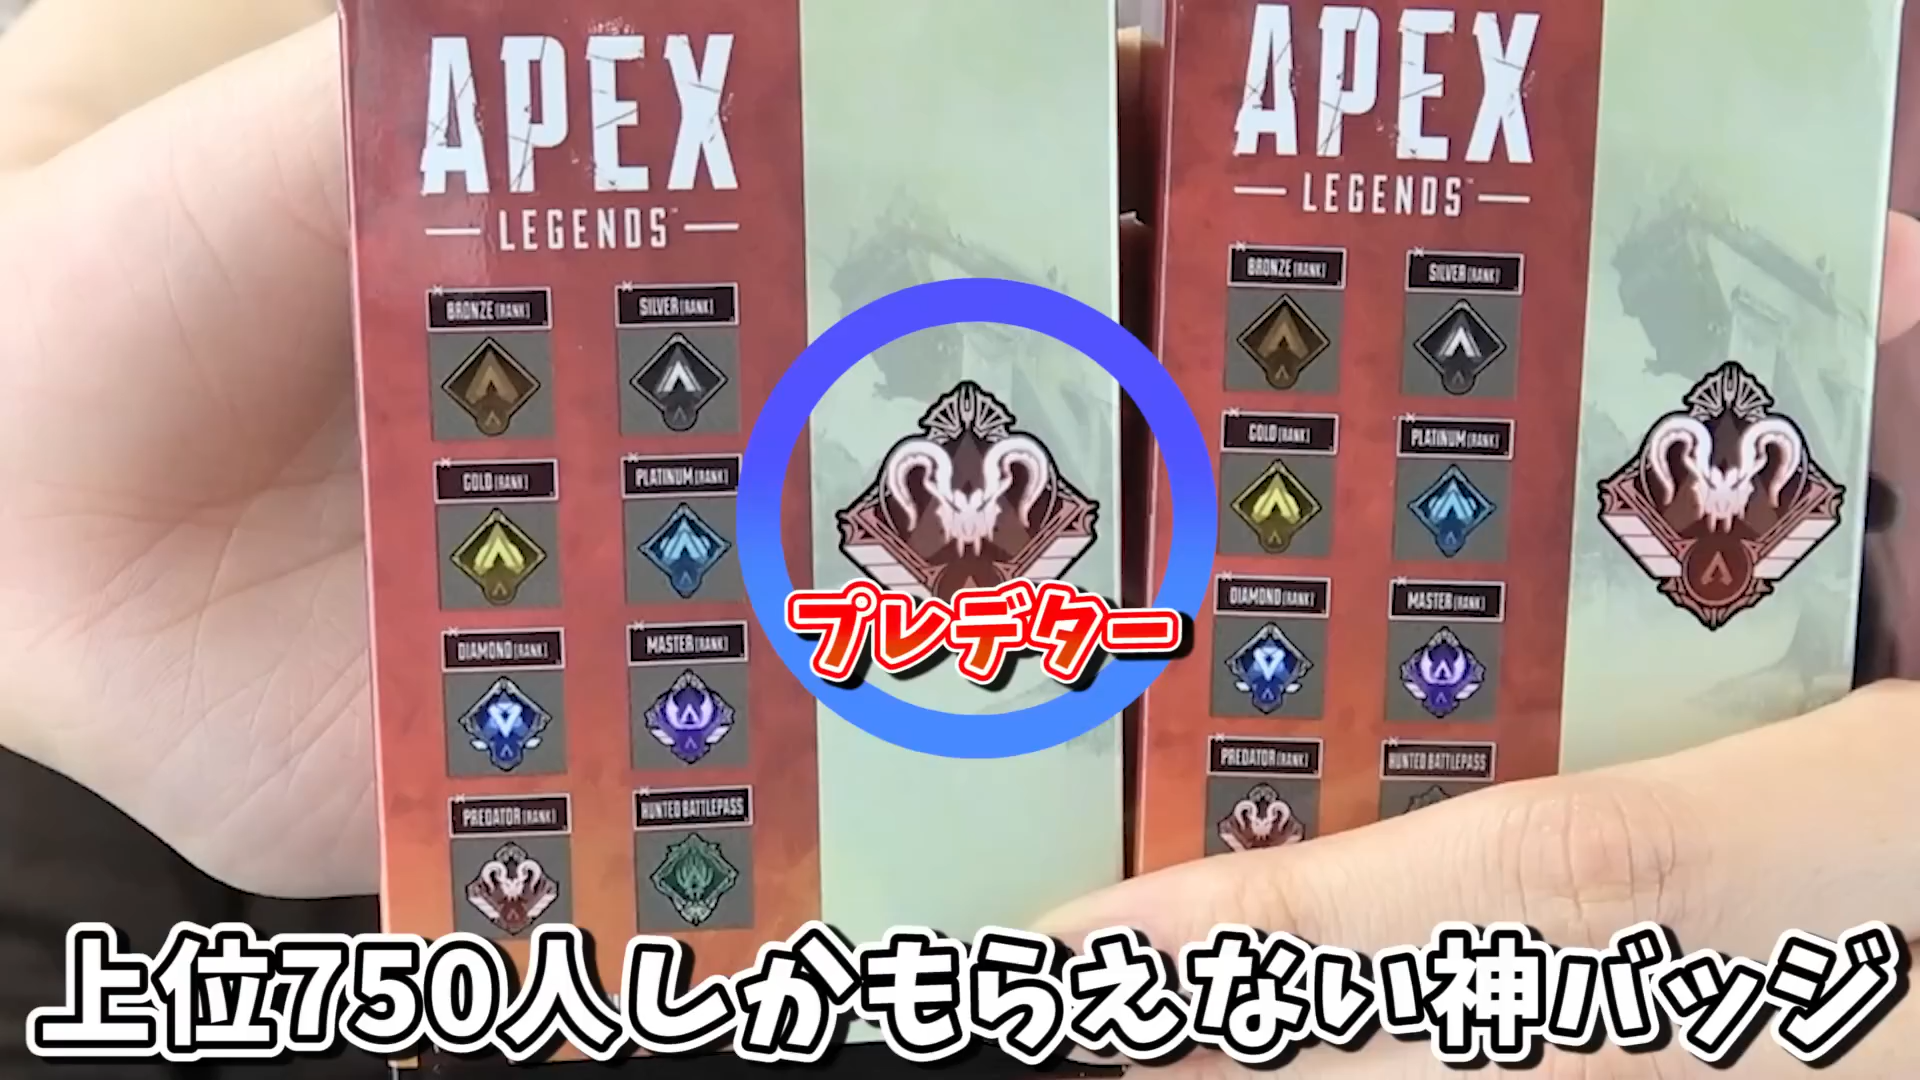 APEX
LEGENDS™
BRONZE [RANK]
SILVER [RANK]
GOLD [RANK]
PLATINUM [RANK]
DIAMOND [RANK]
MASTER [RANK]
PREDATOR [RANK]
HUNTED BATTLEPASS
APEX
LEGENDS™
BRONZE [RANK]
SILVER [RANK]
GOLD [RANK]
PLATINUM [RANK]
DIAMOND [RANK]
MASTER [RANK]
PREDATOR [RANK]
HUNTED BATTLEPASS
プレデター
上位750人しかもらえない神バッジ